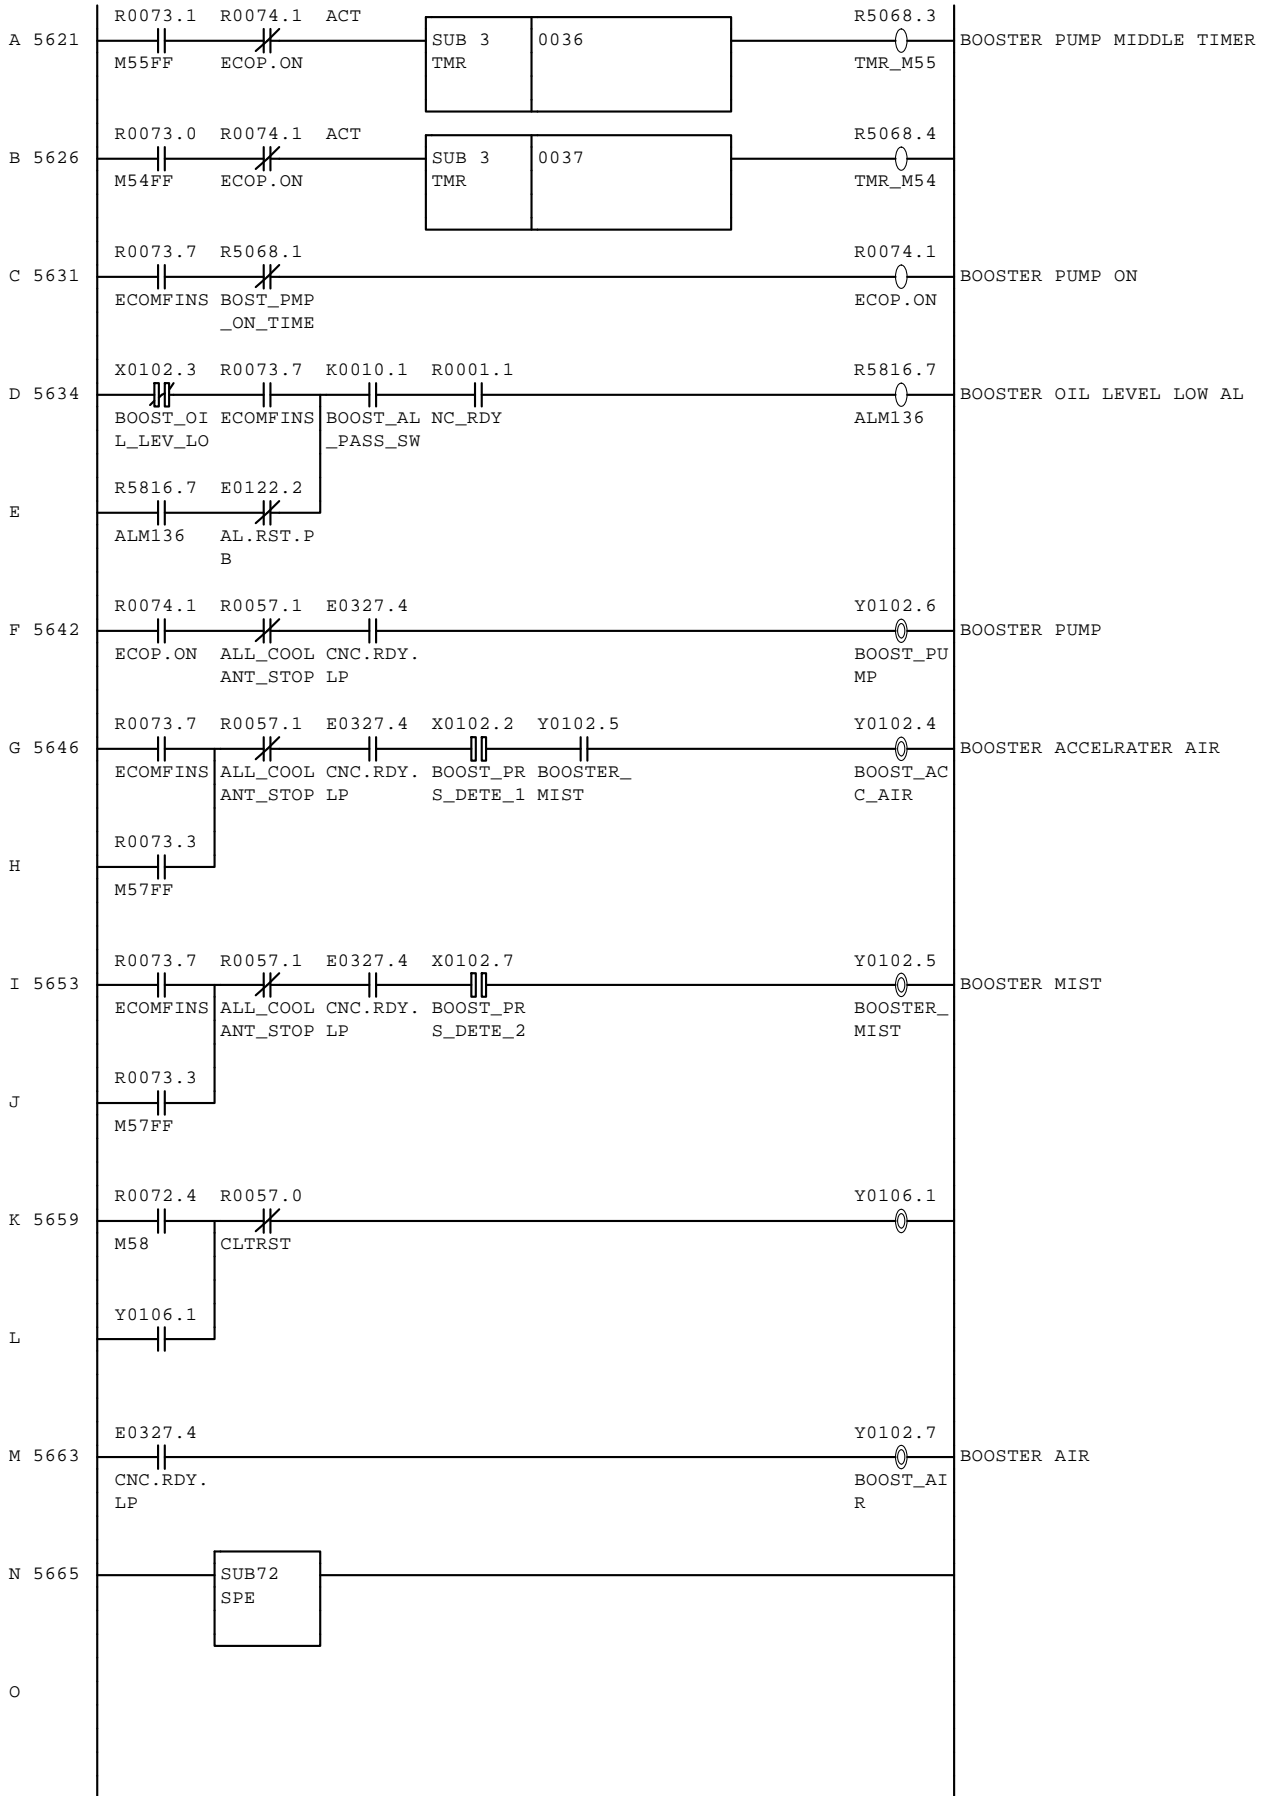 R0073.1 R0074.1 ACT R5068.3
A 5621 SUB 3 0036 BOOSTER PUMP MIDDLE TIMER
M55FF ECOP.ON TMR TMR_M55
R0073.0 R0074.1 ACT R5068.4
B 5626 SUB 3 0037
M54FF ECOP.ON TMR TMR_M54
R0073.7 R5068.1 R0074.1
C 5631 BOOSTER PUMP ON
ECOMFINS BOST_PMP ECOP.ON
_ON_TIME
X0102.3 R0073.7 K0010.1 R0001.1 R5816.7
D 5634 BOOSTER OIL LEVEL LOW AL
BOOST_OI ECOMFINS BOOST_AL NC_RDY ALM136
L_LEV_LO _PASS_SW
R5816.7 E0122.2
E
ALM136 AL.RST.P
B
R0074.1 R0057.1 E0327.4 Y0102.6
F 5642 BOOSTER PUMP
ECOP.ON ALL_COOL CNC.RDY. BOOST_PU
ANT_STOP LP MP
R0073.7 R0057.1 E0327.4 X0102.2 Y0102.5 Y0102.4
G 5646 BOOSTER ACCELRATER AIR
ECOMFINS ALL_COOL CNC.RDY. BOOST_PR BOOSTER_ BOOST_AC
ANT_STOP LP S_DETE_1 MIST C_AIR
R0073.3
H
M57FF
R0073.7 R0057.1 E0327.4 X0102.7 Y0102.5
I 5653 BOOSTER MIST
ECOMFINS ALL_COOL CNC.RDY. BOOST_PR BOOSTER_
ANT_STOP LP S_DETE_2 MIST
R0073.3
J
M57FF
R0072.4 R0057.0 Y0106.1
K 5659
M58 CLTRST
Y0106.1
L
E0327.4 Y0102.7
M 5663 BOOSTER AIR
CNC.RDY. BOOST_AI
LP R
N 5665 SUB72
SPE
O